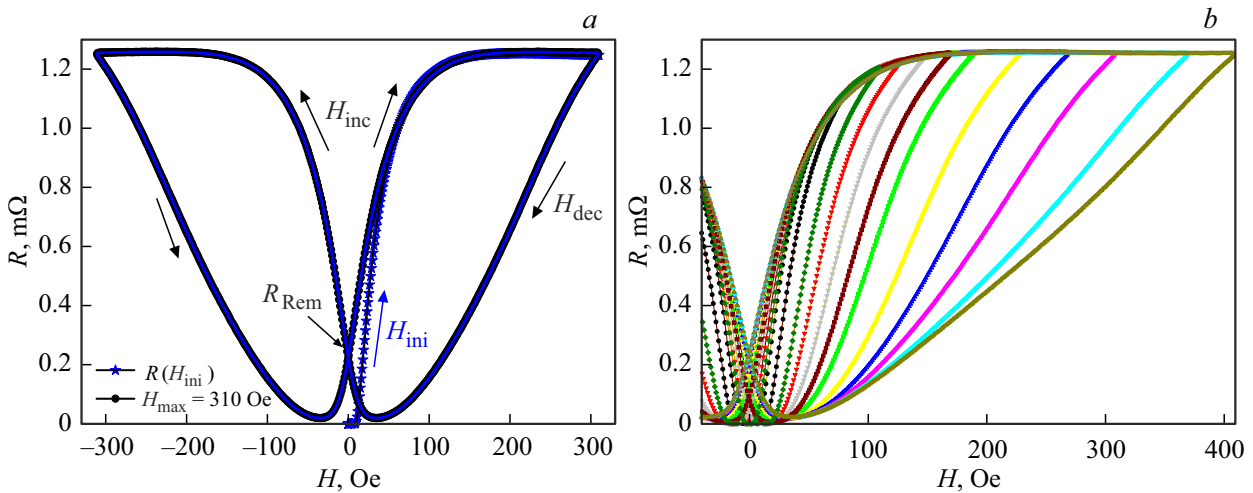 a
1.2
1.0
0.8
0.6
0.4
0.2
0
R, mΩ
H_inc
H_dec
R_Rem
H_ini
R(H_ini)
H_max = 310 Oe
−300 −200 −100 0 100 200 300
H, Oe
b
1.2
1.0
0.8
0.6
0.4
0.2
0
R, mΩ
0 100 200 300 400
H, Oe